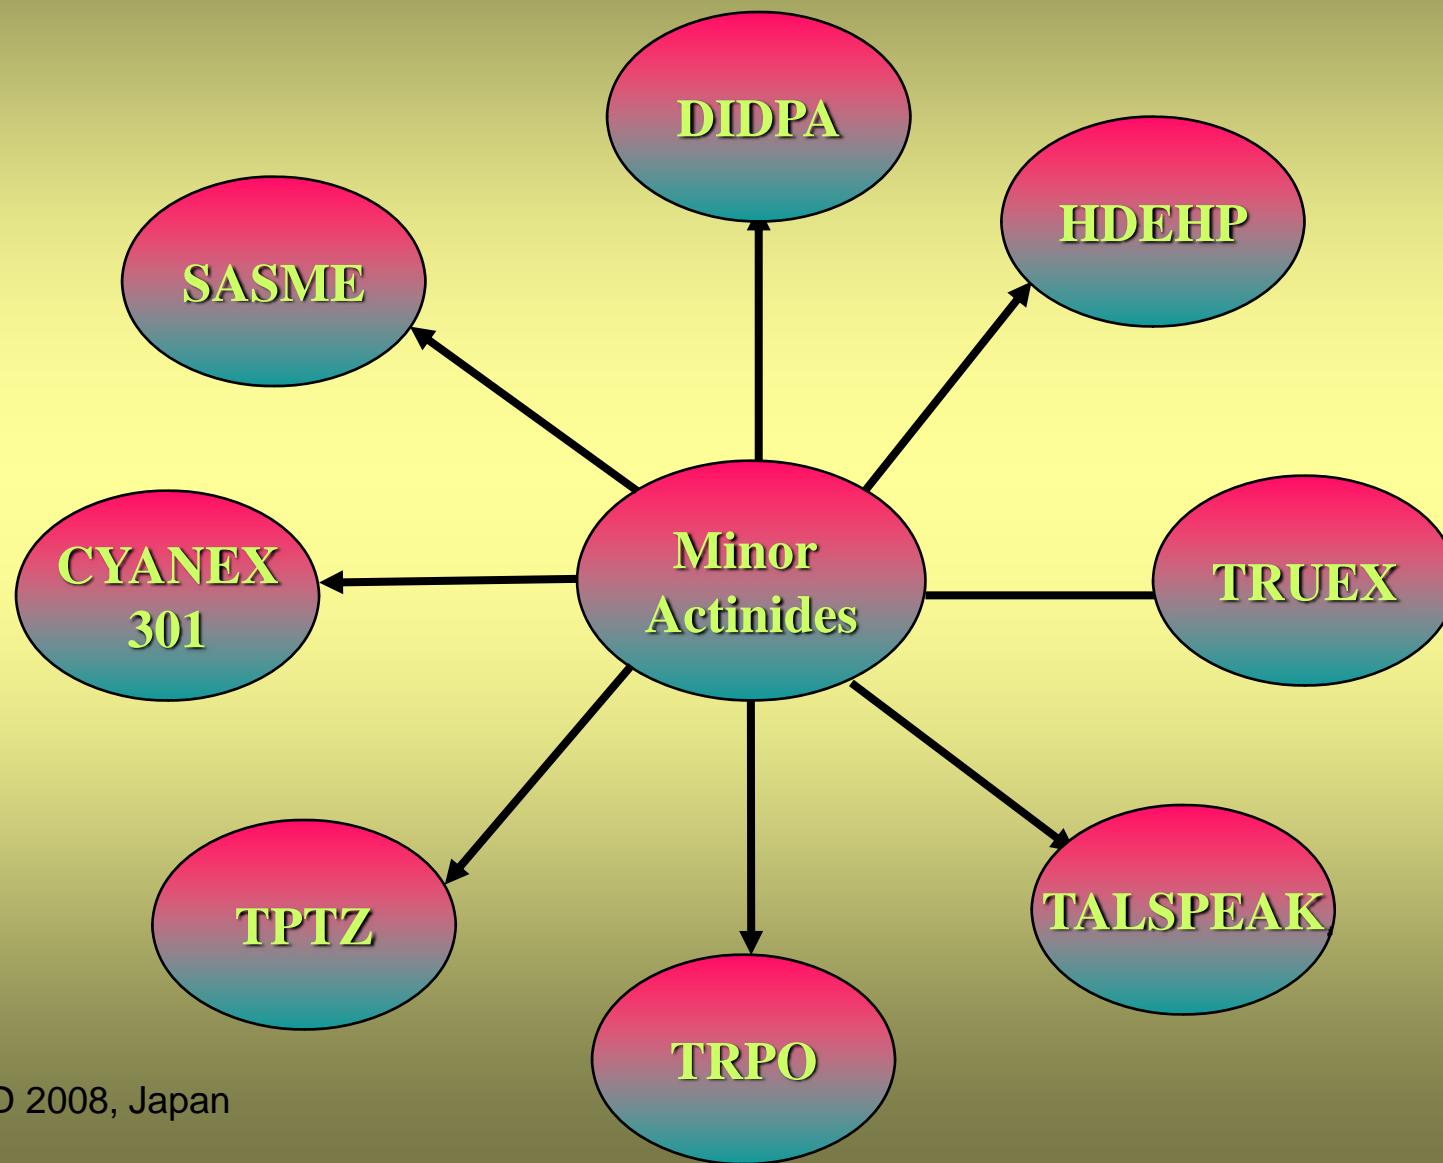 DIDPA
HDEHP
SASME
CYANEX
301
Minor
Actinides
TRUEX
TPTZ
TALSPEAK
TRPO
2008, Japan